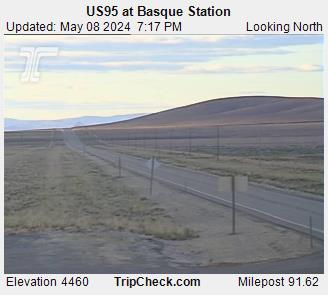 US95 at Basque Station
Updated: May 08 2024 7:17 PM Looking North
Elevation 4460 TripCheck.com Milepost 91.62